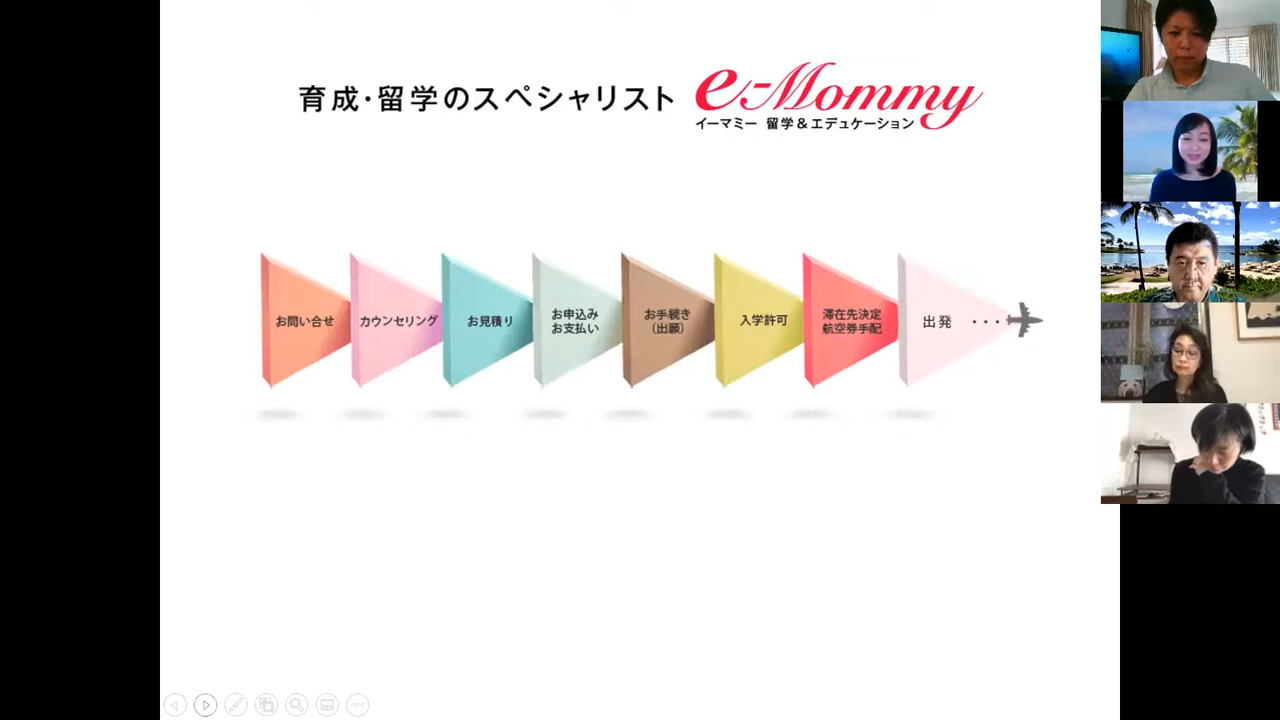 育成・留学のスペシャリスト
e-Mommy
イーマミー 留学&エデュケーション
お問い合せ
カウンセリング
お見積り
お申込み
お支払い
お手続き
(出願)
入学許可
滞在先決定
航空券手配
出発 ・・・